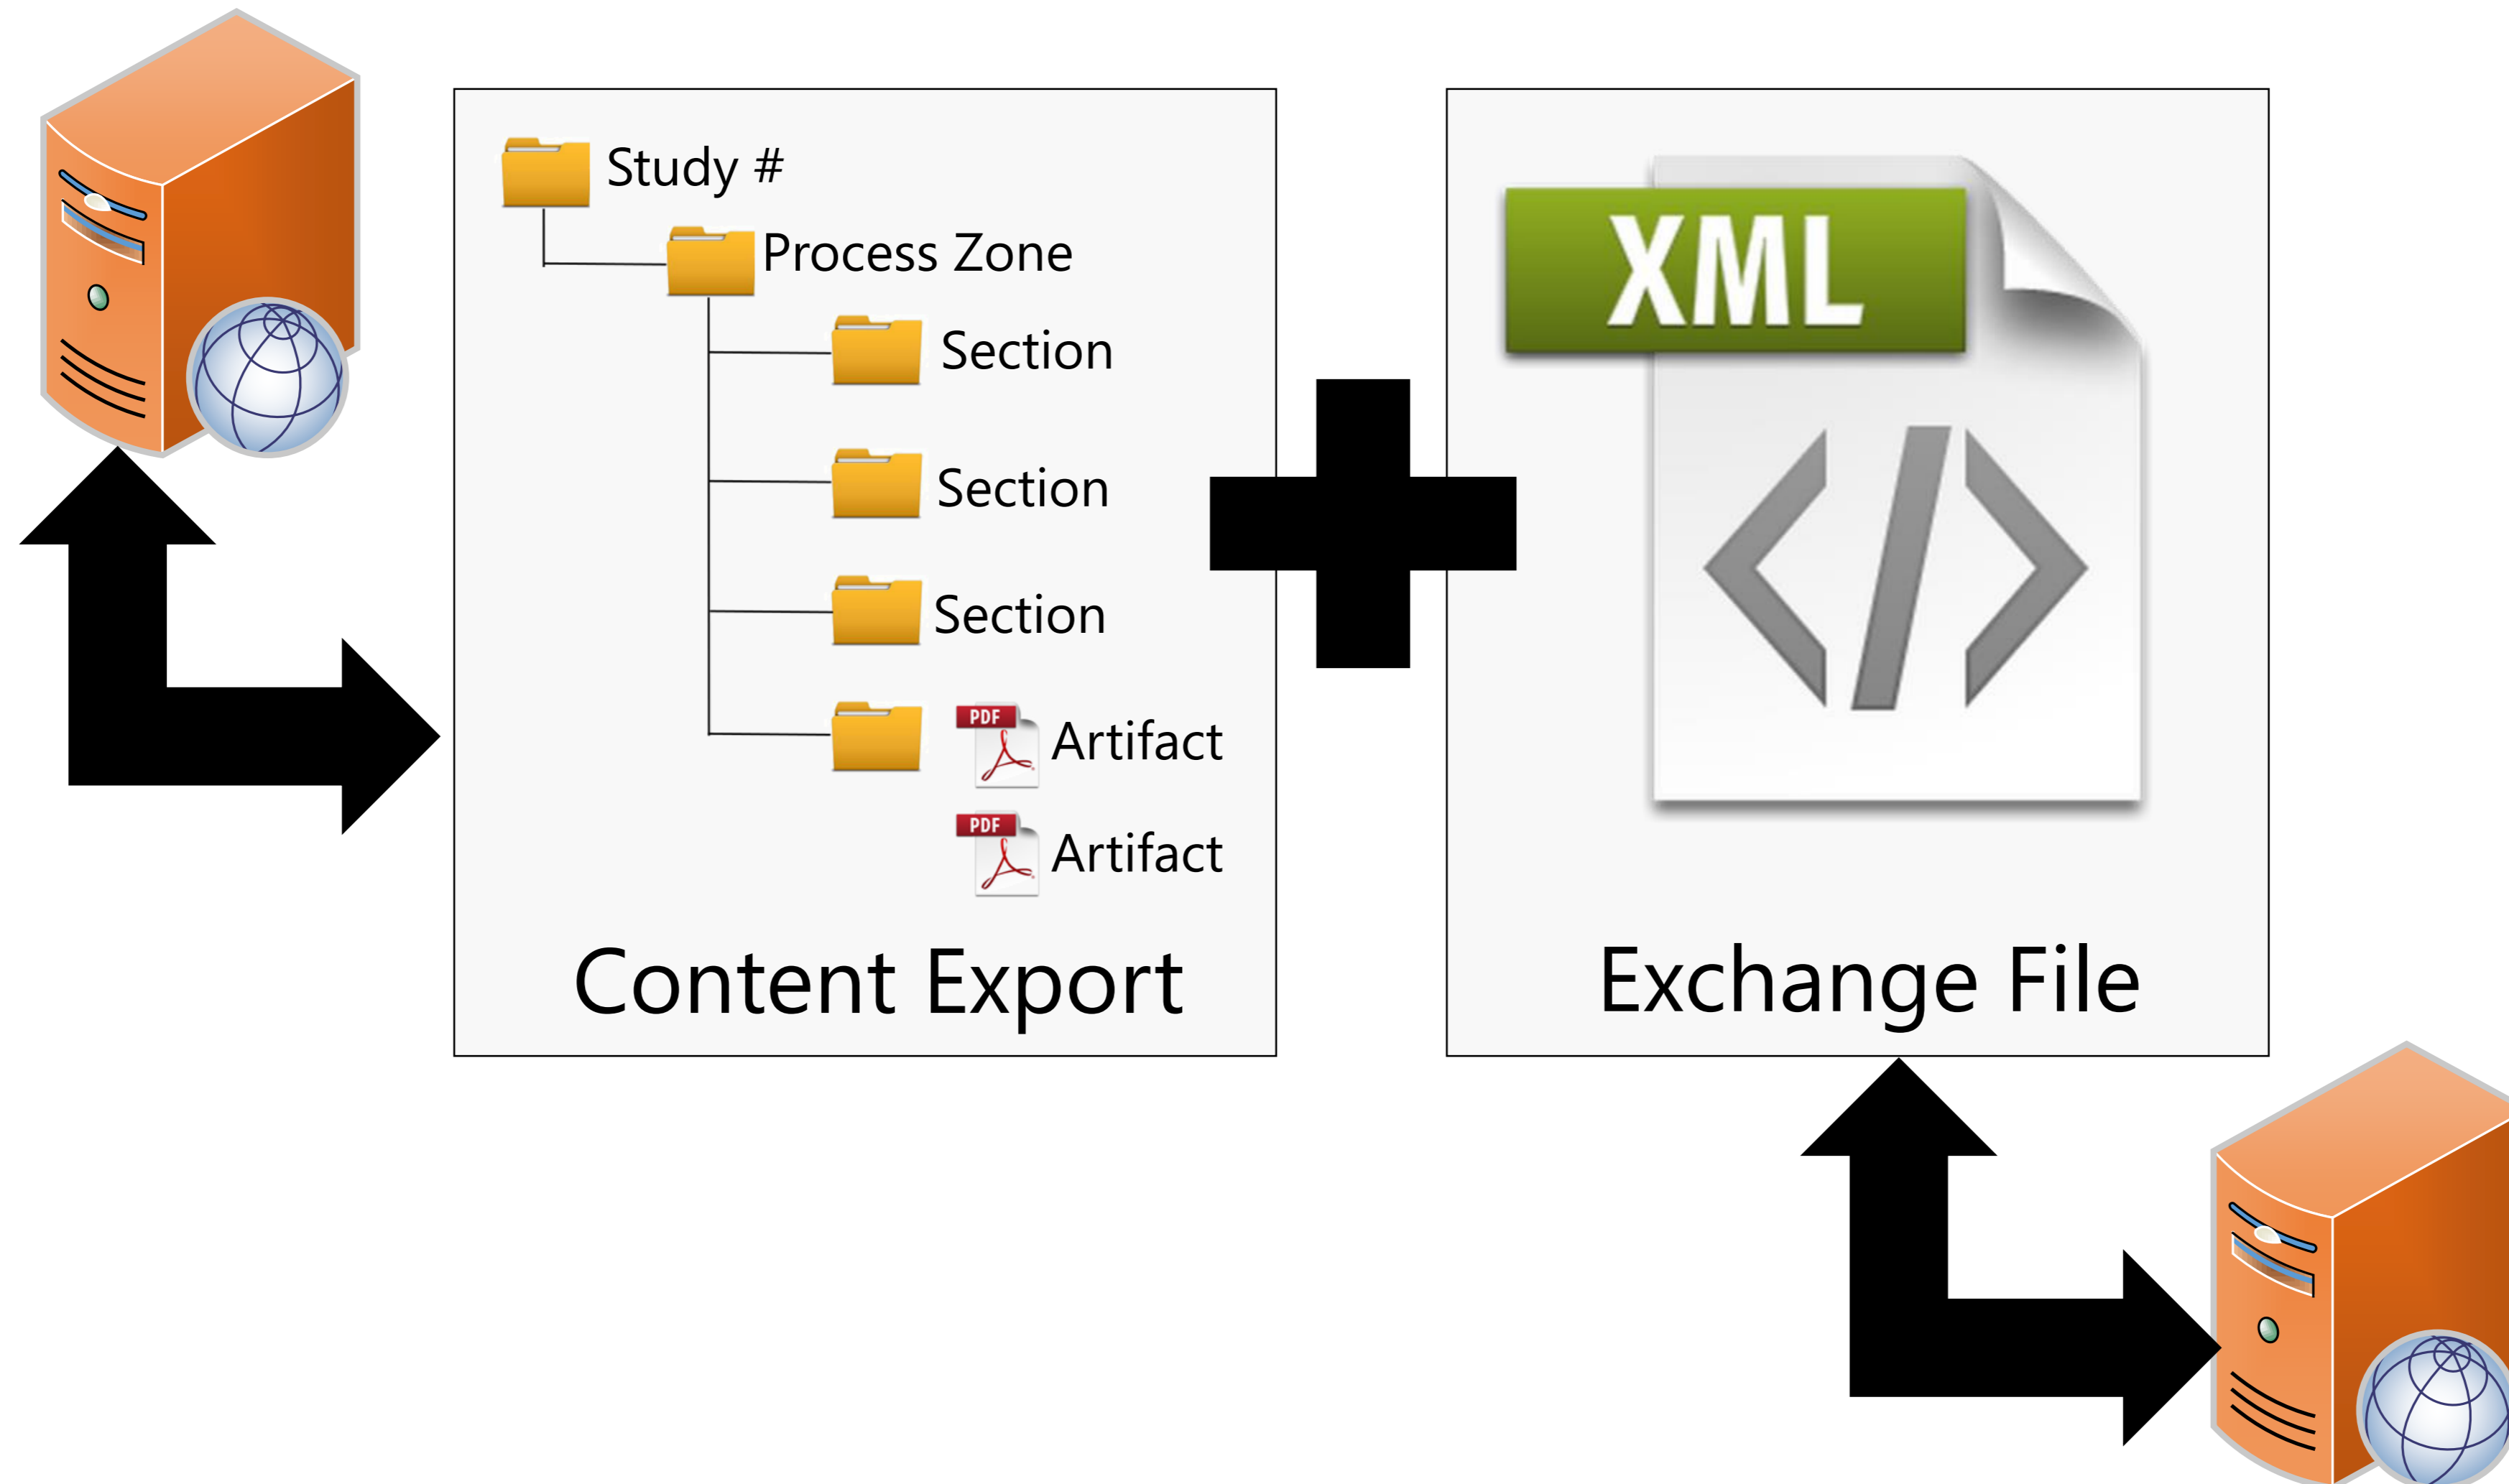 Study #
Process Zone
Section
Section
Section
PDF
Artifact
PDF
Artifact
Content Export
XML
</>
Exchange File